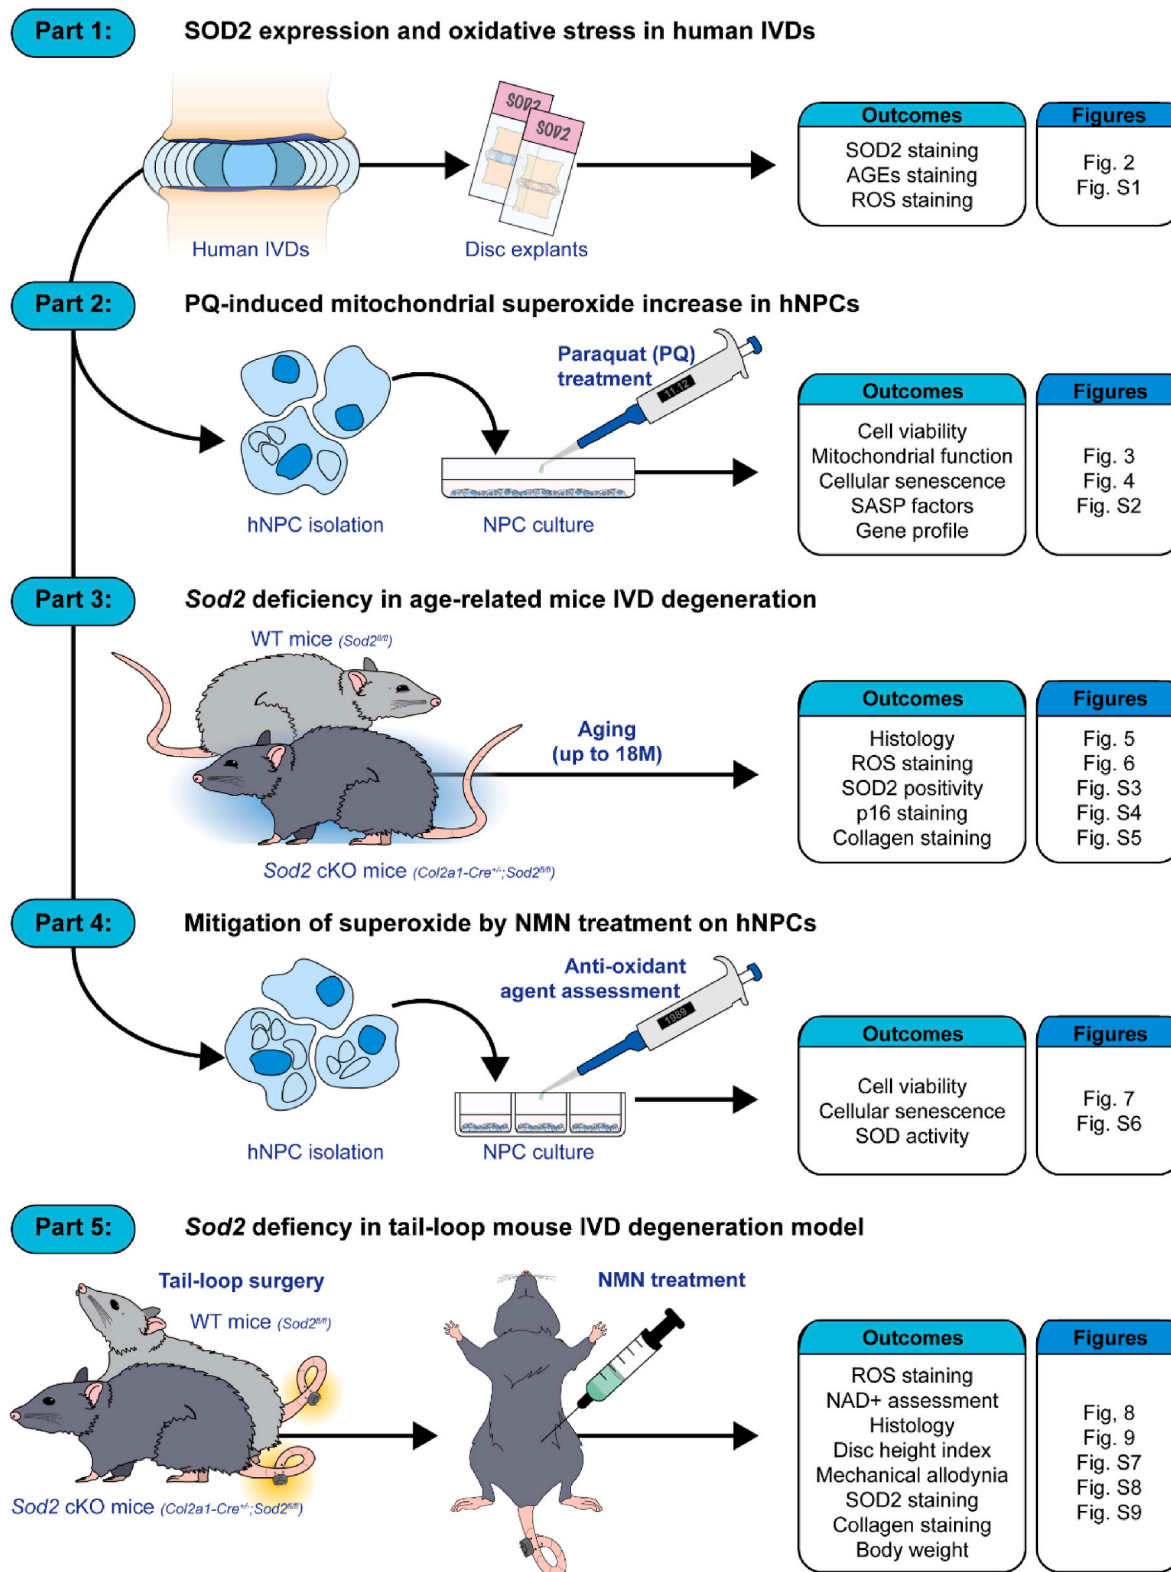 Part 1:
SOD2 expression and oxidative stress in human IVDs
SOD2
SOD2
Human IVDs
Disc explants
Outcomes
SOD2 staining
AGEs staining
ROS staining
Figures
Fig. 2
Fig. S1
Part 2:
PQ-induced mitochondrial superoxide increase in hNPCs
Paraquat (PQ)
treatment
11.12
hNPC isolation
NPC culture
Outcomes
Cell viability
Mitochondrial function
Cellular senescence
SASP factors
Gene profile
Figures
Fig. 3
Fig. 4
Fig. S2
Part 3:
Sod2 deficiency in age-related mice IVD degeneration
WT mice (Sod2fl/fl)
Aging
(up to 18M)
Sod2 cKO mice (Col2a1-Cre+/-;Sod2fl/fl)
Outcomes
Histology
ROS staining
SOD2 positivity
p16 staining
Collagen staining
Figures
Fig. 5
Fig. 6
Fig. S3
Fig. S4
Fig. S5
Part 4:
Mitigation of superoxide by NMN treatment on hNPCs
Anti-oxidant
agent assessment
1989
hNPC isolation
NPC culture
Outcomes
Cell viability
Cellular senescence
SOD activity
Figures
Fig. 7
Fig. S6
Part 5:
Sod2 defiency in tail-loop mouse IVD degeneration model
Tail-loop surgery
WT mice (Sod2fl/fl)
Sod2 cKO mice (Col2a1-Cre+/-;Sod2fl/fl)
NMN treatment
Outcomes
ROS staining
NAD+ assessment
Histology
Disc height index
Mechanical allodynia
SOD2 staining
Collagen staining
Body weight
Figures
Fig, 8
Fig. 9
Fig. S7
Fig. S8
Fig. S9